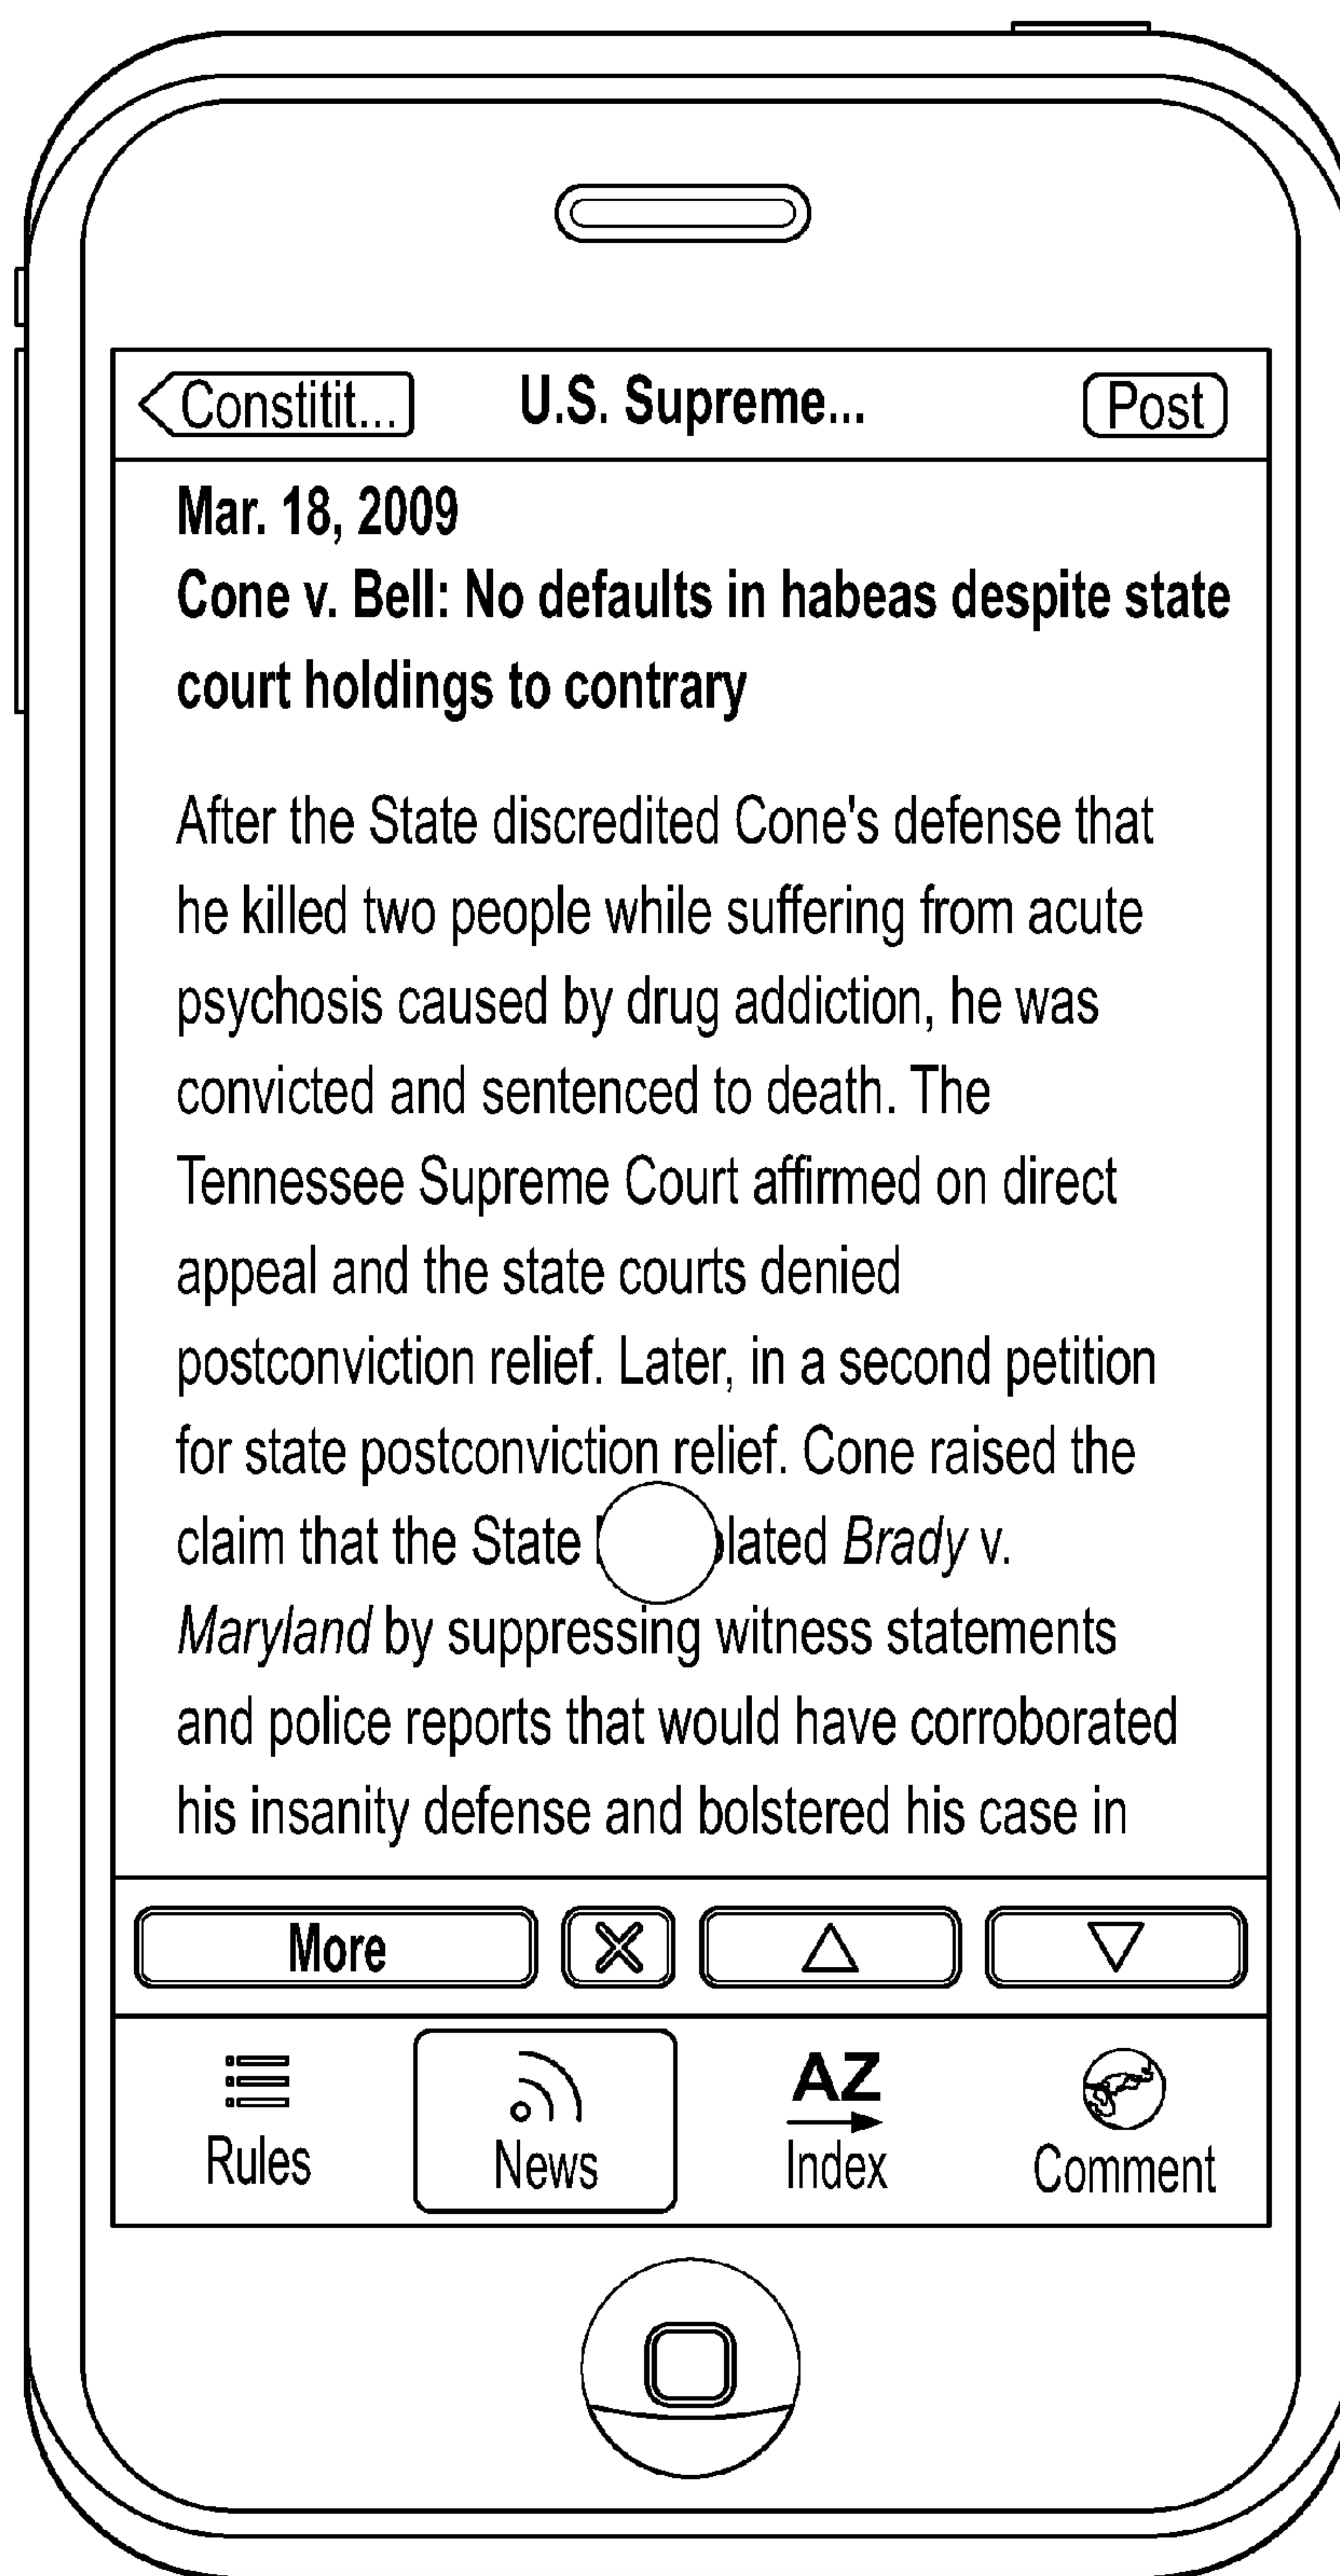 Constitit...
U.S. Supreme...
Post
Mar. 18, 2009
Cone v. Bell: No defaults in habeas despite state
court holdings to contrary
After the State discredited Cone's defense that
he killed two people while suffering from acute
psychosis caused by drug addiction, he was
convicted and sentenced to death. The
Tennessee Supreme Court affirmed on direct
appeal and the state courts denied
postconviction relief. Later, in a second petition
for state postconviction relief. Cone raised the
claim that the State Brady v.
Maryland by suppressing witness statements
and police reports that would have corroborated
his insanity defense and bolstered his case in
More
AZ
Rules
News
Index
Comment